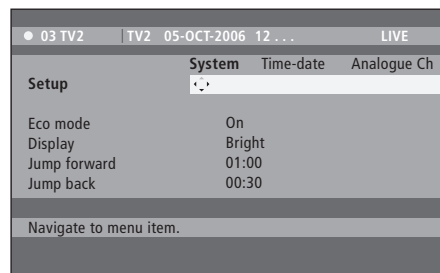 03 TV2 TV2 05-OCT-2006 12 . . . LIVE
System Time-date Analogue Ch
Setup
Eco mode On
Display Bright
Jump forward 01:00
Jump back 00:30
Navigate to menu item.